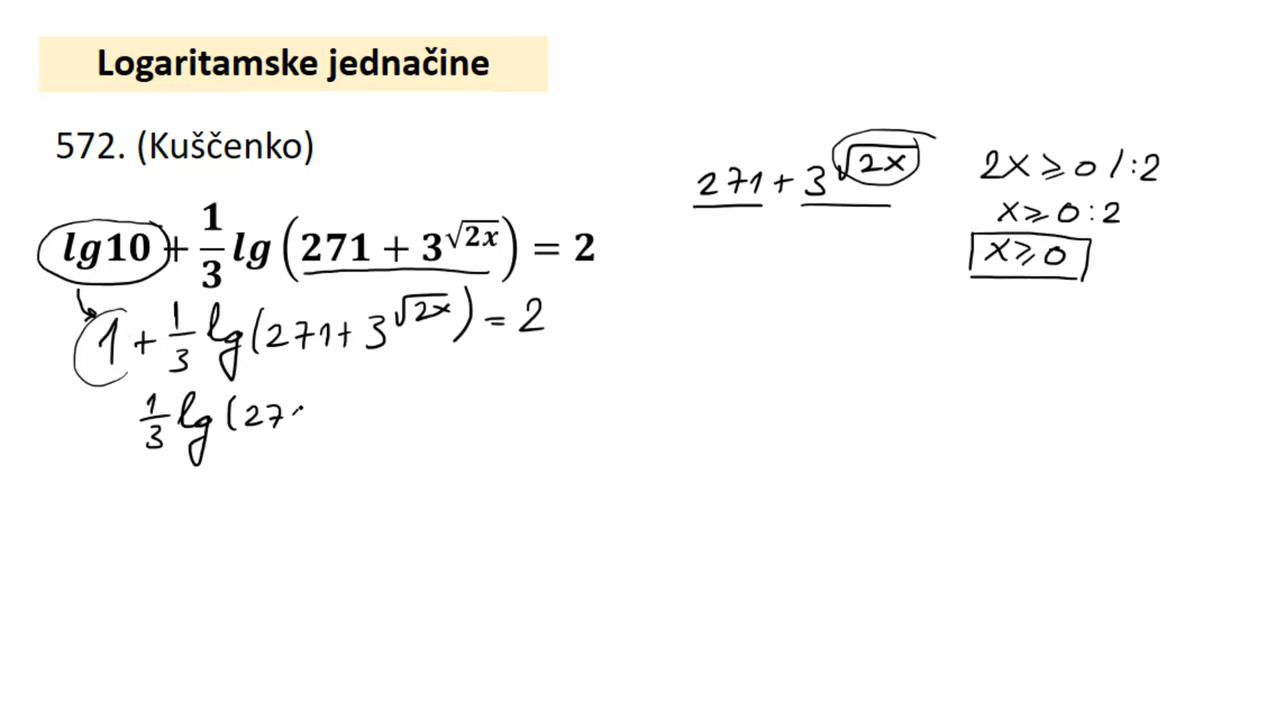 Logaritamske jednačine
572. (Kuščenko)
lg10 + 1/3 lg (271 + 3^√2x) = 2
1 + 1/3 lg (271 + 3^√2x) = 2
1/3 lg (27
271 + 3^√2x
2x ⩾ 0 / :2
x ⩾ 0 : 2
x ⩾ 0